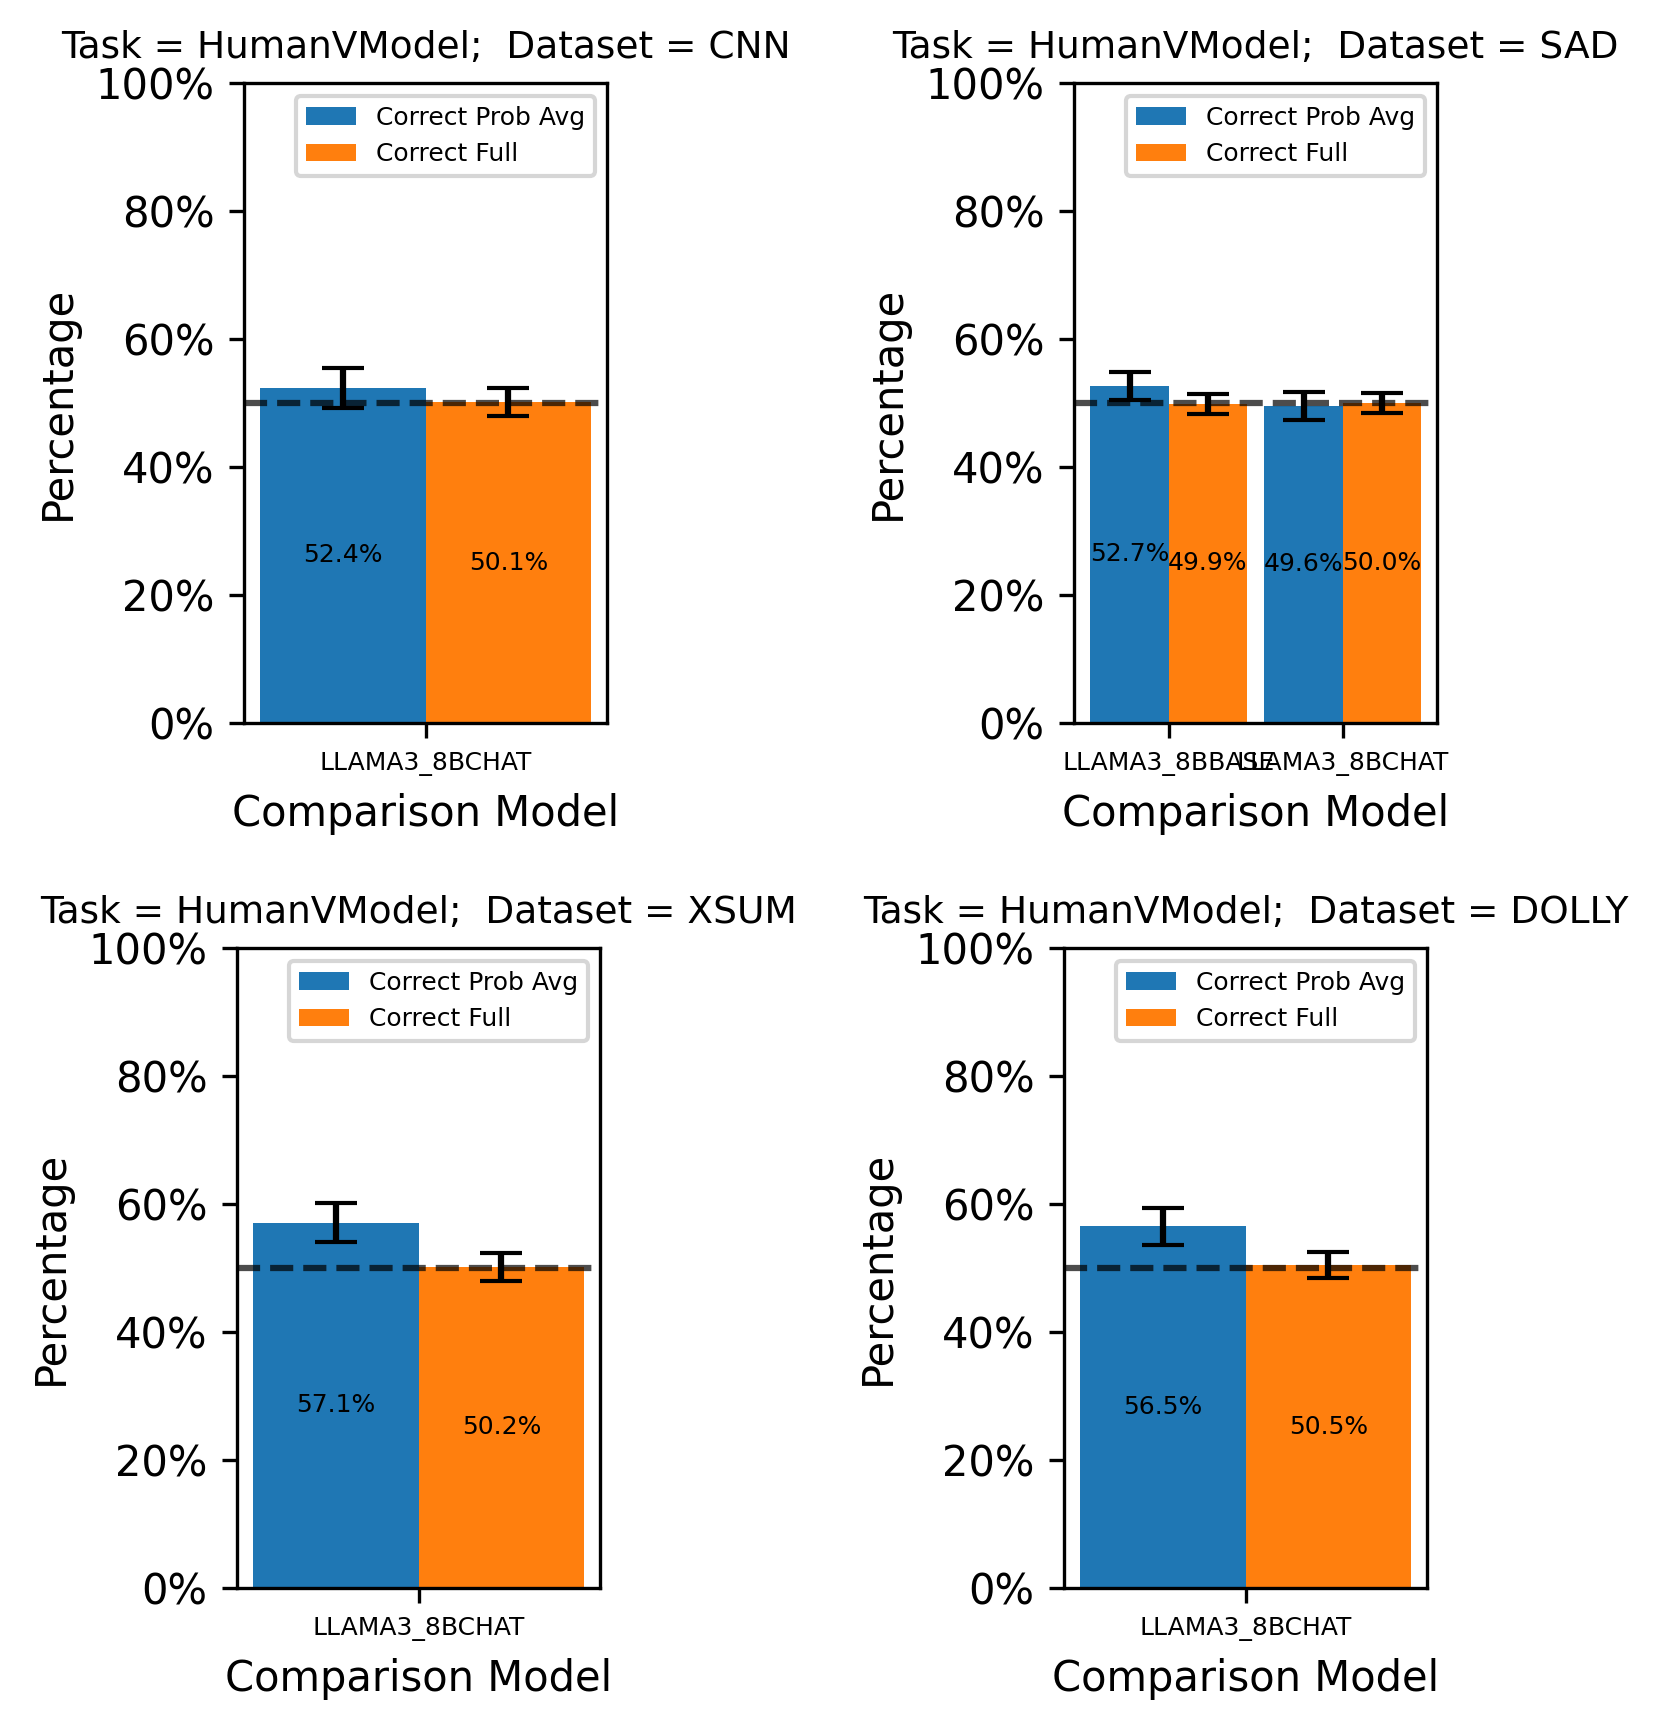 Task = HumanVModel;  Dataset = CNN
100%
80%
60%
40%
20%
0%
Percentage
Correct Prob Avg
Correct Full
52.4%
50.1%
LLAMA3_8BCHAT
Comparison Model
Task = HumanVModel;  Dataset = SAD
100%
80%
60%
40%
20%
0%
Percentage
Correct Prob Avg
Correct Full
52.7%
49.9%
49.6%
50.0%
LLAMA3_8BBASE
LLAMA3_8BCHAT
Comparison Model
Task = HumanVModel;  Dataset = XSUM
100%
80%
60%
40%
20%
0%
Percentage
Correct Prob Avg
Correct Full
57.1%
50.2%
LLAMA3_8BCHAT
Comparison Model
Task = HumanVModel;  Dataset = DOLLY
100%
80%
60%
40%
20%
0%
Percentage
Correct Prob Avg
Correct Full
56.5%
50.5%
LLAMA3_8BCHAT
Comparison Model